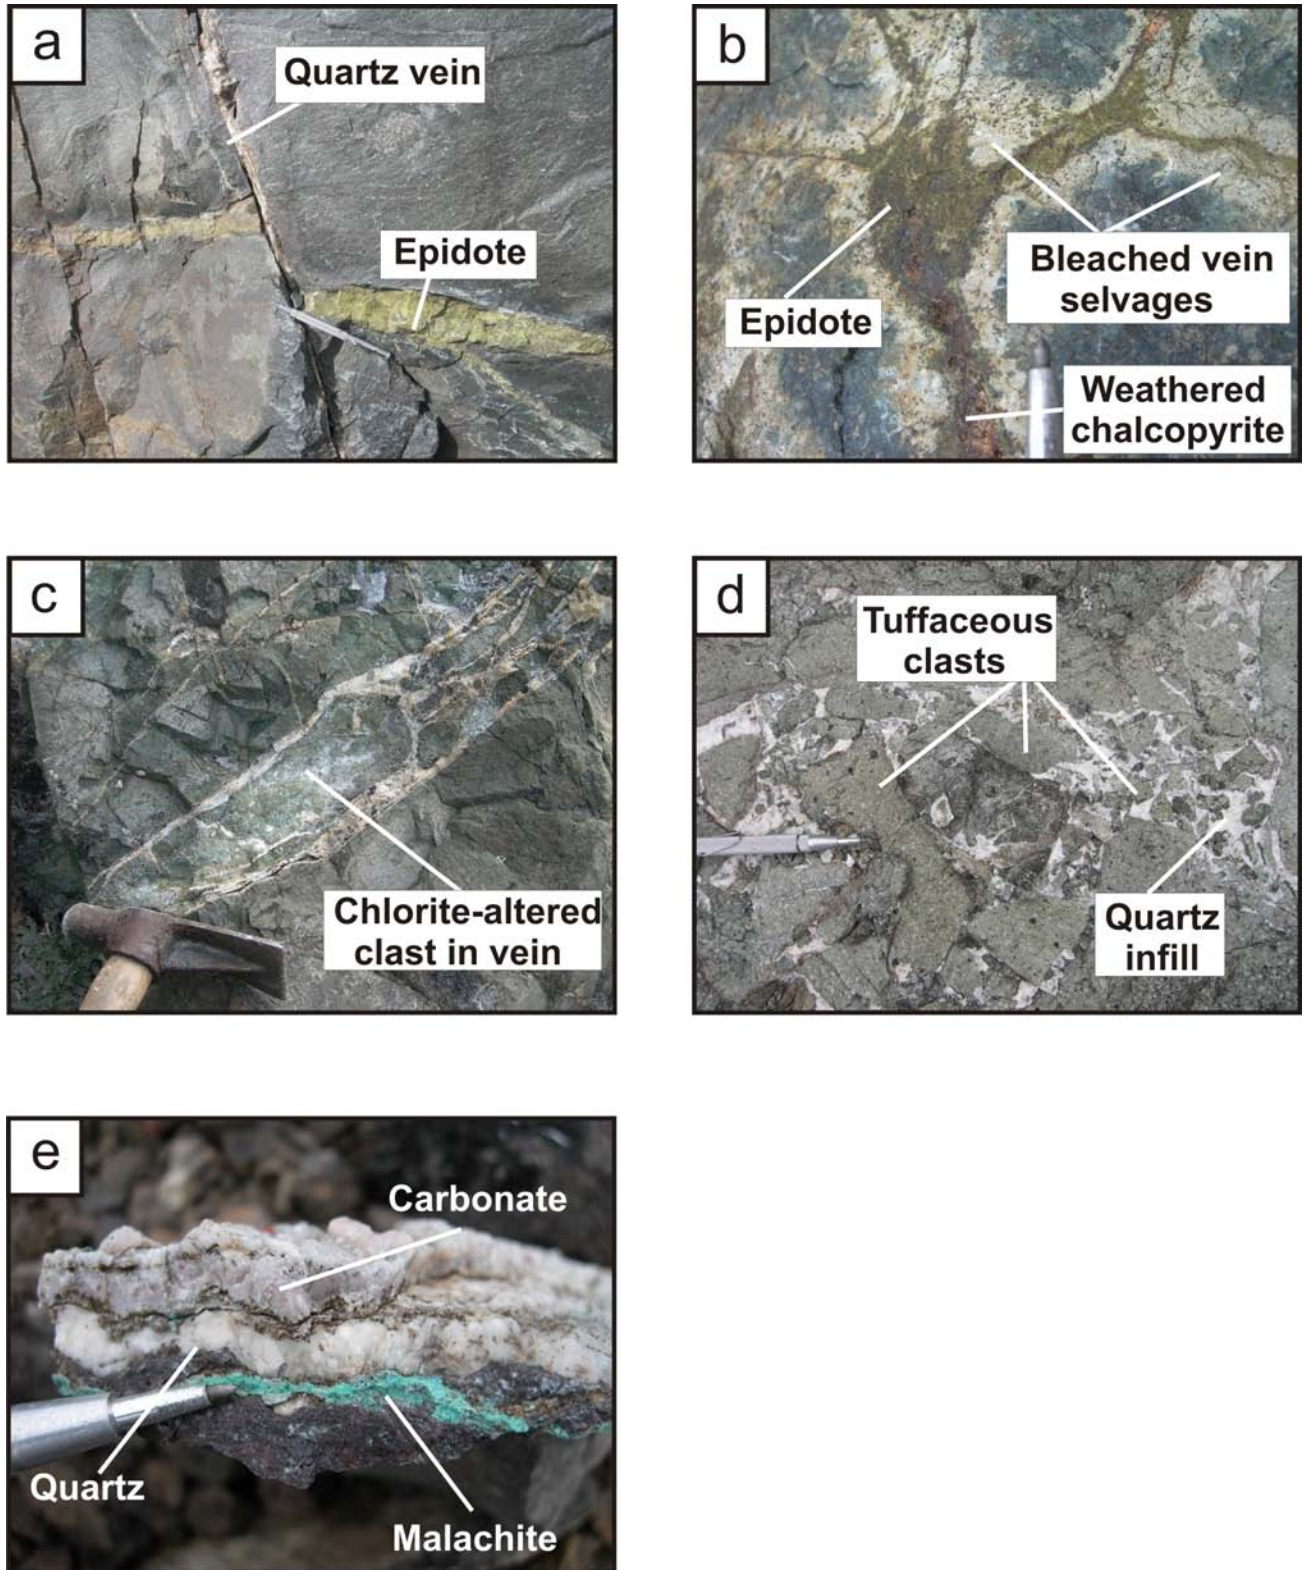 a
Quartz vein
Epidote
b
Epidote
Bleached vein
selvages
Weathered
chalcopyrite
c
Chlorite-altered
clast in vein
d
Tuffaceous
clasts
Quartz
infill
e
Carbonate
Quartz
Malachite